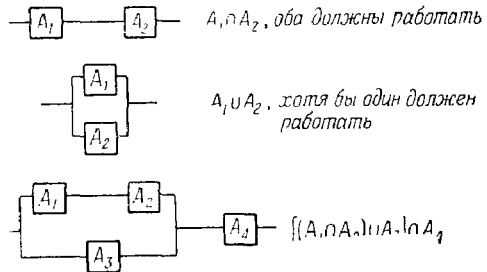 A₁ A₂ A₁∩A₂, оба должны работать
A₁
A₁∪A₂, хотя бы один должен
работать
A₂
A₁ A₂
A₄ [(A₁∩A₂)∪A₃]∩A₄
A₃